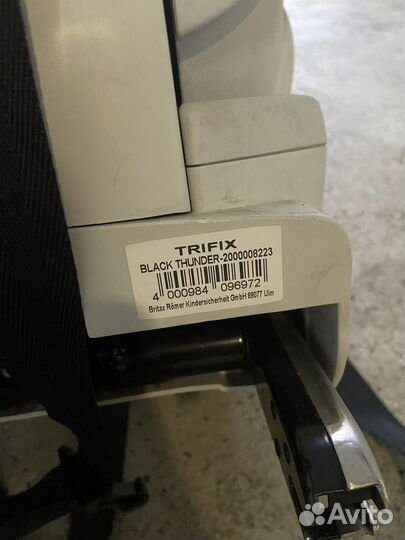 TRIFIX
BLACK THUNDER-2000008223
4 000984 096972
Britax Römer Kindersicherheit GmbH 89077 Ulm
Avito